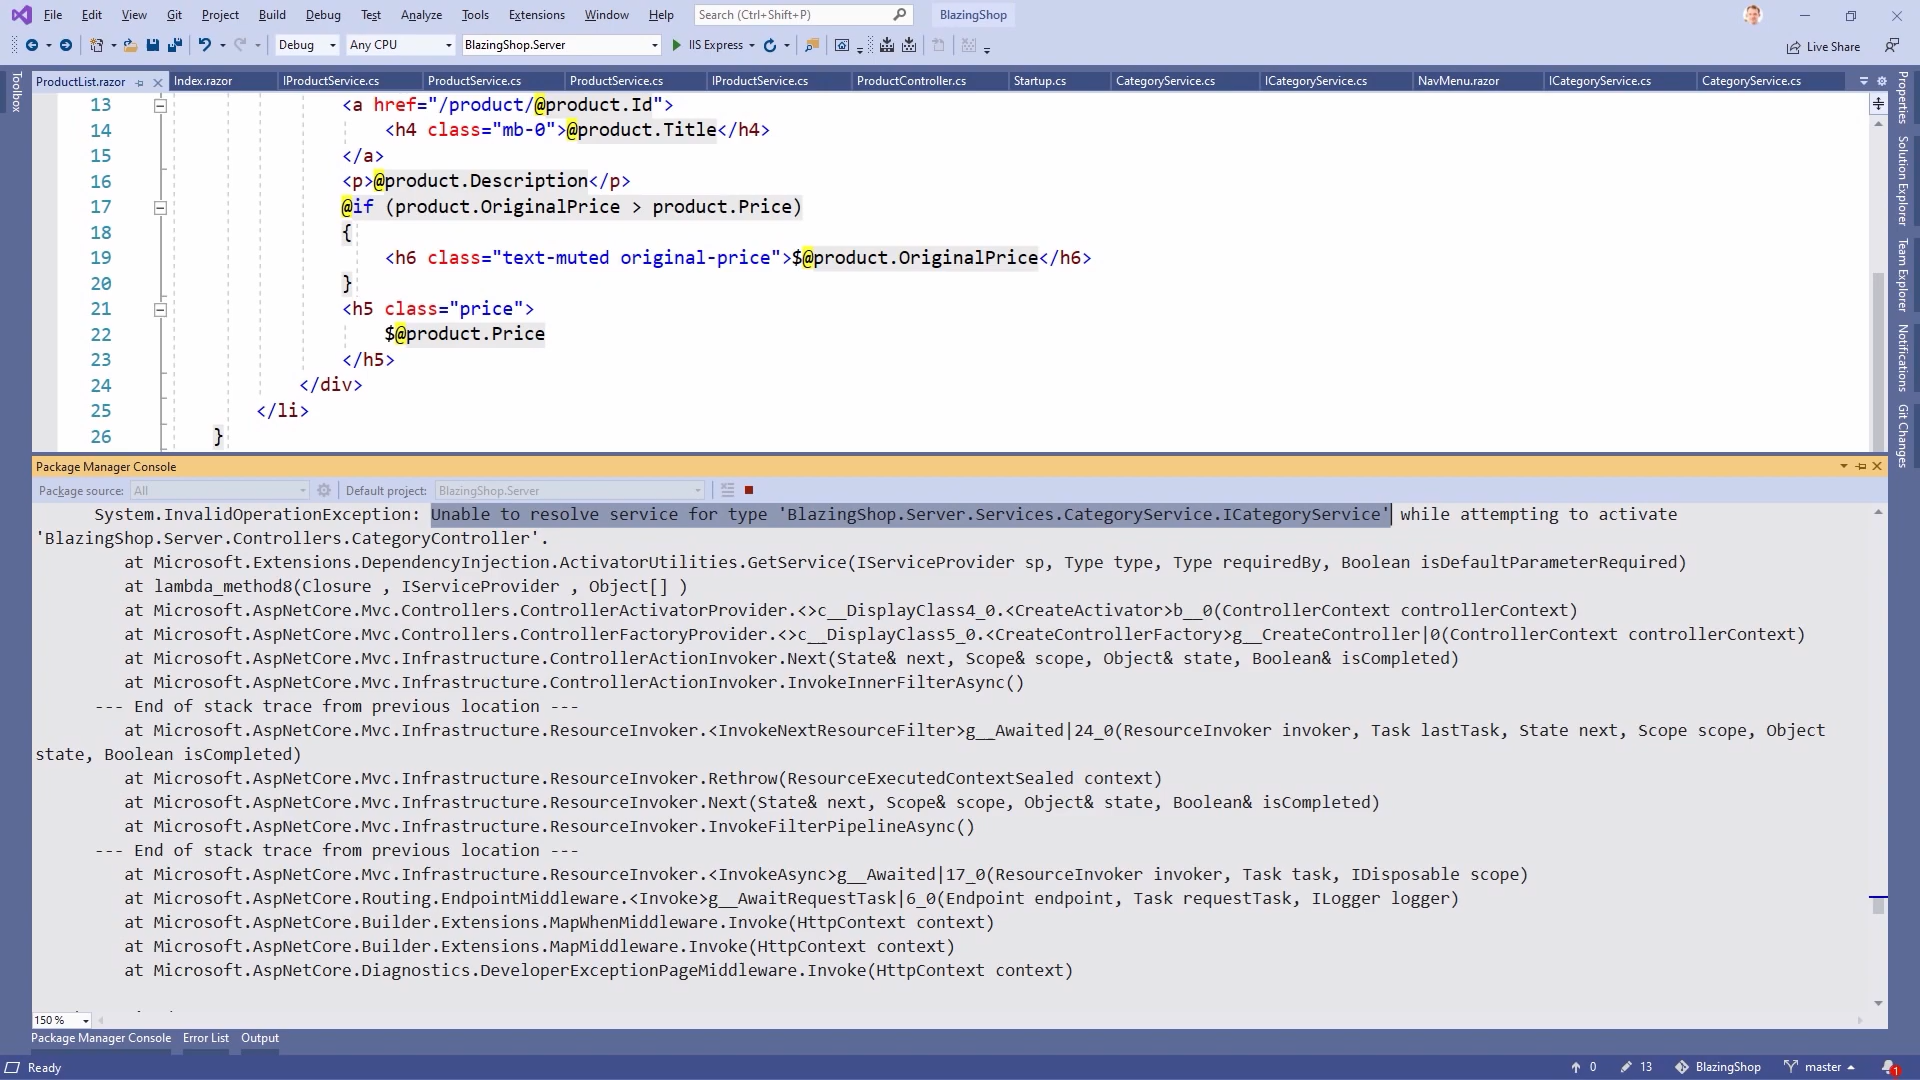 File Edit View Git Project Build Debug Test Analyze Tools Extensions Window Help Search (Ctrl+Shift+P) BlazingShop
Debug Any CPU BlazingShop.Server IIS Express Live Share
Toolbox
ProductList.razor Index.razor IProductService.cs ProductService.cs ProductService.cs IProductService.cs ProductController.cs Startup.cs CategoryService.cs ICategoryService.cs NavMenu.razor ICategoryService.cs CategoryService.cs
13 <a href="/product/@product.Id">
14 <h4 class="mb-0">@product.Title</h4>
15 </a>
16 <p>@product.Description</p>
17 @if (product.OriginalPrice > product.Price)
18 {
19 <h6 class="text-muted original-price">$@product.OriginalPrice</h6>
20 }
21 <h5 class="price">
22 $@product.Price
23 </h5>
24 </div>
25 </li>
26 }
Properties
Solution Explorer
Team Explorer
Notifications
Git Changes
Package Manager Console
Package source: All Default project: BlazingShop.Server
System.InvalidOperationException: Unable to resolve service for type 'BlazingShop.Server.Services.CategoryService.ICategoryService' while attempting to activate
'BlazingShop.Server.Controllers.CategoryController'.
at Microsoft.Extensions.DependencyInjection.ActivatorUtilities.GetService(IServiceProvider sp, Type type, Type requiredBy, Boolean isDefaultParameterRequired)
at lambda_method8(Closure , IServiceProvider , Object[] )
at Microsoft.AspNetCore.Mvc.Controllers.ControllerActivatorProvider.<>c__DisplayClass4_0.<CreateActivator>b__0(ControllerContext controllerContext)
at Microsoft.AspNetCore.Mvc.Controllers.ControllerFactoryProvider.<>c__DisplayClass5_0.<CreateControllerFactory>g__CreateController|0(ControllerContext controllerContext)
at Microsoft.AspNetCore.Mvc.Infrastructure.ControllerActionInvoker.Next(State& next, Scope& scope, Object& state, Boolean& isCompleted)
at Microsoft.AspNetCore.Mvc.Infrastructure.ControllerActionInvoker.InvokeInnerFilterAsync()
--- End of stack trace from previous location ---
at Microsoft.AspNetCore.Mvc.Infrastructure.ResourceInvoker.<InvokeNextResourceFilter>g__Awaited|24_0(ResourceInvoker invoker, Task lastTask, State next, Scope scope, Object
state, Boolean isCompleted)
at Microsoft.AspNetCore.Mvc.Infrastructure.ResourceInvoker.Rethrow(ResourceExecutedContextSealed context)
at Microsoft.AspNetCore.Mvc.Infrastructure.ResourceInvoker.Next(State& next, Scope& scope, Object& state, Boolean& isCompleted)
at Microsoft.AspNetCore.Mvc.Infrastructure.ResourceInvoker.InvokeFilterPipelineAsync()
--- End of stack trace from previous location ---
at Microsoft.AspNetCore.Mvc.Infrastructure.ResourceInvoker.<InvokeAsync>g__Awaited|17_0(ResourceInvoker invoker, Task task, IDisposable scope)
at Microsoft.AspNetCore.Routing.EndpointMiddleware.<Invoke>g__AwaitRequestTask|6_0(Endpoint endpoint, Task requestTask, ILogger logger)
at Microsoft.AspNetCore.Builder.Extensions.MapWhenMiddleware.Invoke(HttpContext context)
at Microsoft.AspNetCore.Builder.Extensions.MapMiddleware.Invoke(HttpContext context)
at Microsoft.AspNetCore.Diagnostics.DeveloperExceptionPageMiddleware.Invoke(HttpContext context)
150 %
Package Manager Console Error List Output
Ready 0 13 BlazingShop master 1